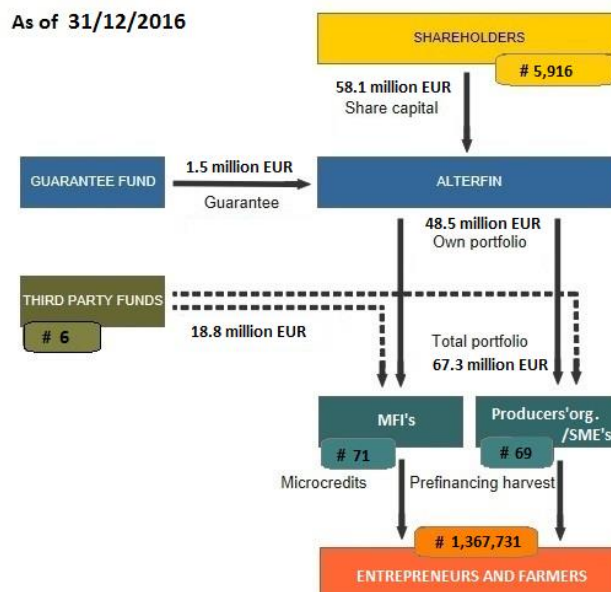 As of 31/12/2016
SHAREHOLDERS
# 5,916
58.1 million EUR
Share capital
GUARANTEE FUND
1.5 million EUR
Guarantee
ALTERFIN
48.5 million EUR
Own portfolio
THIRD PARTY FUNDS
# 6
18.8 million EUR
Total portfolio
67.3 million EUR
MFI's
# 71
Producers'org.
/SME's
# 69
Microcredits
Prefinancing harvest
# 1,367,731
ENTREPRENEURS AND FARMERS